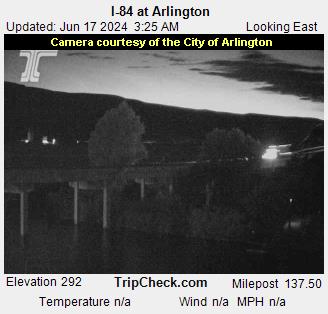 I-84 at Arlington
Updated: Jun 17 2024 3:25 AM Looking East
Camera courtesy of the City of Arlington
Elevation 292 TripCheck.com Milepost 137.50
Temperature n/a Wind n/a MPH n/a